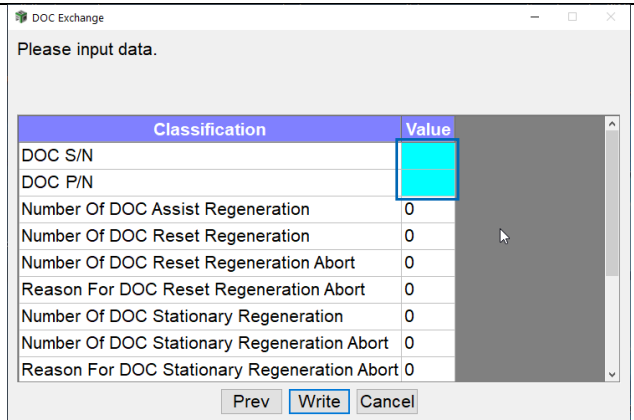 DOC Exchange
Please input data.
Classification Value
DOC S/N
DOC P/N
Number Of DOC Assist Regeneration 0
Number Of DOC Reset Regeneration 0
Number Of DOC Reset Regeneration Abort 0
Reason For DOC Reset Regeneration Abort 0
Number Of DOC Stationary Regeneration 0
Number Of DOC Stationary Regeneration Abort 0
Reason For DOC Stationary Regeneration Abort 0
Prev Write Cancel